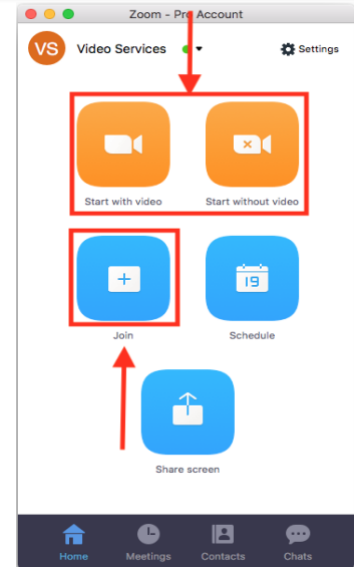 Zoom - Pro Account
VS Video Services Settings
Start with video Start without video
19
Join Schedule
Share screen
Home Meetings Contacts Chats